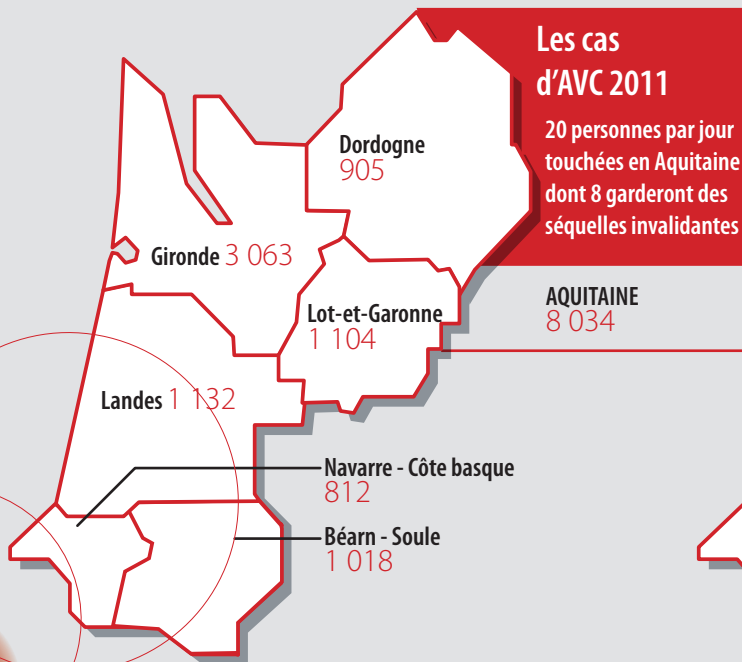 Les cas
d'AVC 2011
20 personnes par jour
touchées en Aquitaine
dont 8 garderont des
séquelles invalidantes
Dordogne
905
Gironde 3 063
Lot-et-Garonne
1 104
AQUITAINE
8 034
Landes 1 132
Navarre - Côte basque
812
Béarn - Soule
1 018